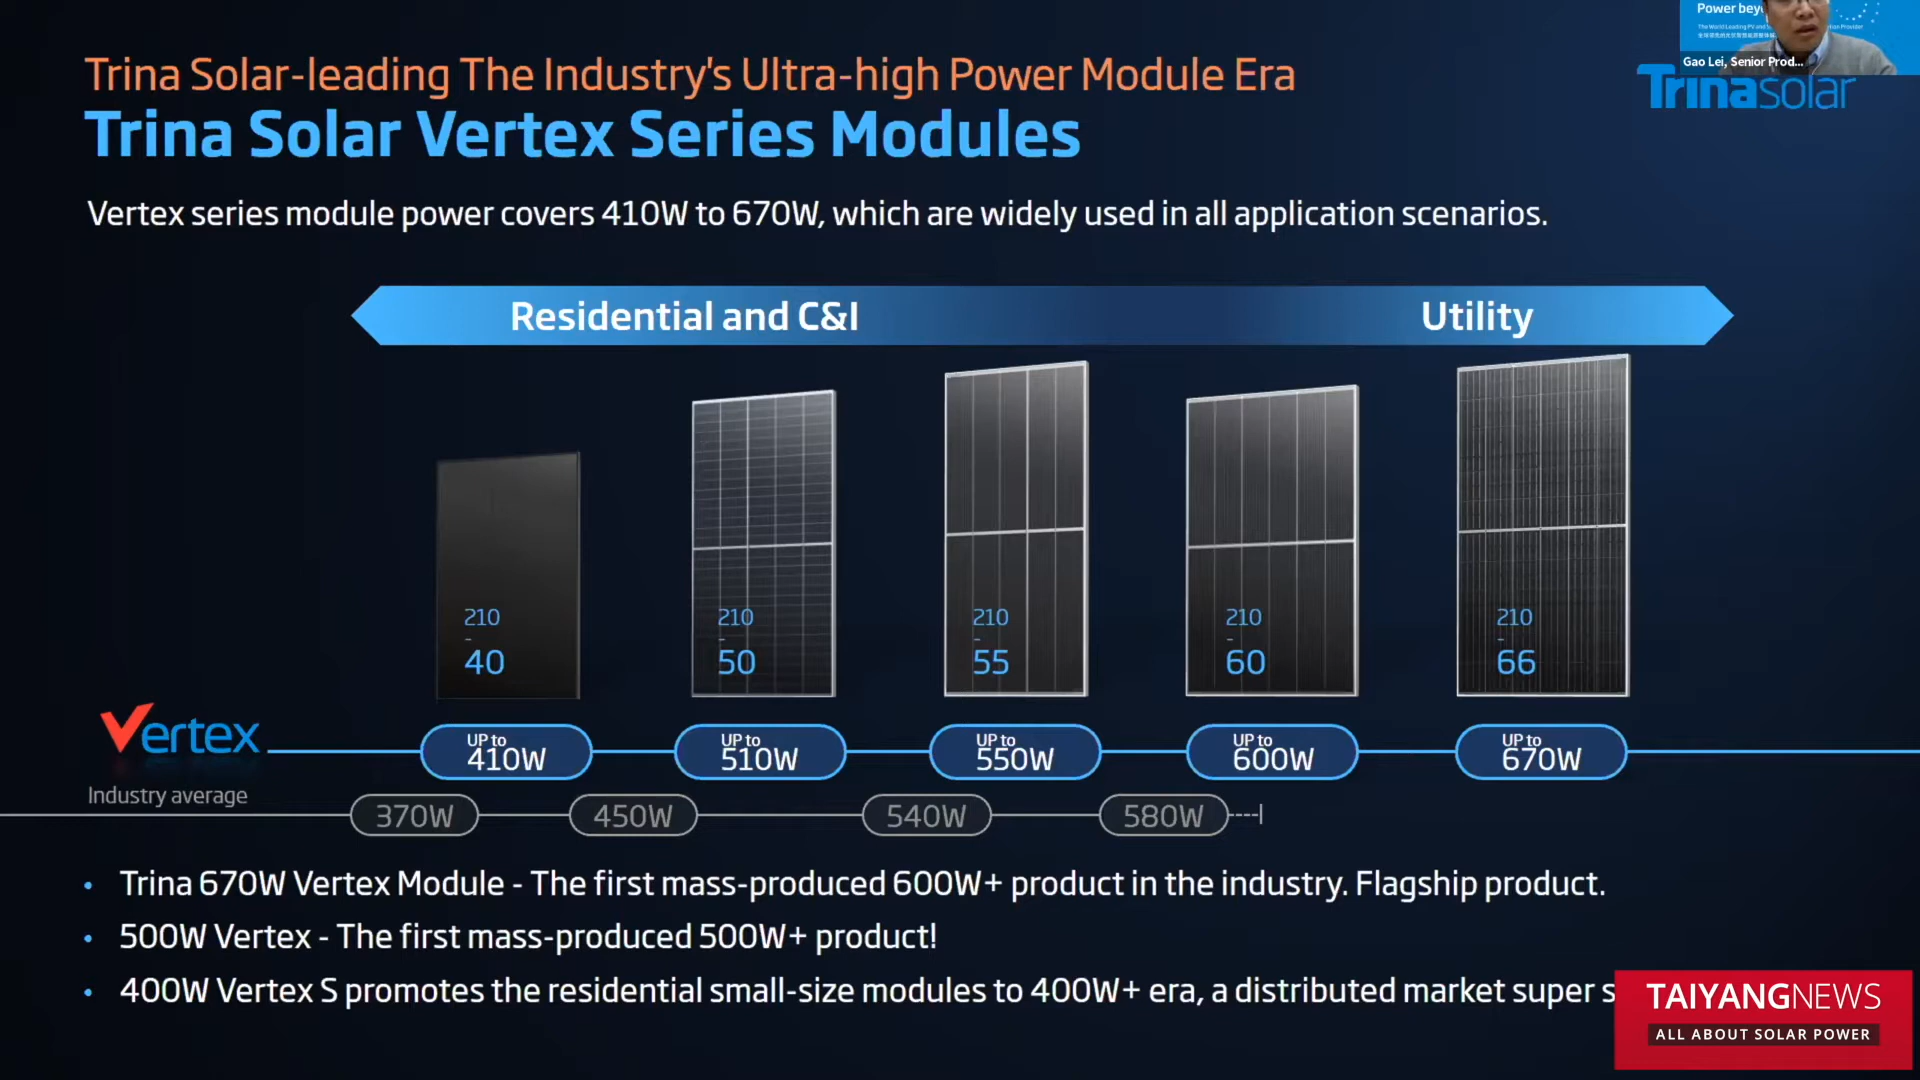 Power bey
Gao Lei, Senior Prod...
Trinasolar
Trina Solar-leading The Industry's Ultra-high Power Module Era
Trina Solar Vertex Series Modules
Vertex series module power covers 410W to 670W, which are widely used in all application scenarios.
Residential and C&I
Utility
210
-
40
210
-
50
210
-
55
210
-
60
210
-
66
Vertex
UP to
410W
UP to
510W
UP to
550W
UP to
600W
UP to
670W
Industry average
370W
450W
540W
580W
• Trina 670W Vertex Module - The first mass-produced 600W+ product in the industry. Flagship product.
• 500W Vertex - The first mass-produced 500W+ product!
• 400W Vertex S promotes the residential small-size modules to 400W+ era, a distributed market super s
TAIYANGNEWS
ALL ABOUT SOLAR POWER